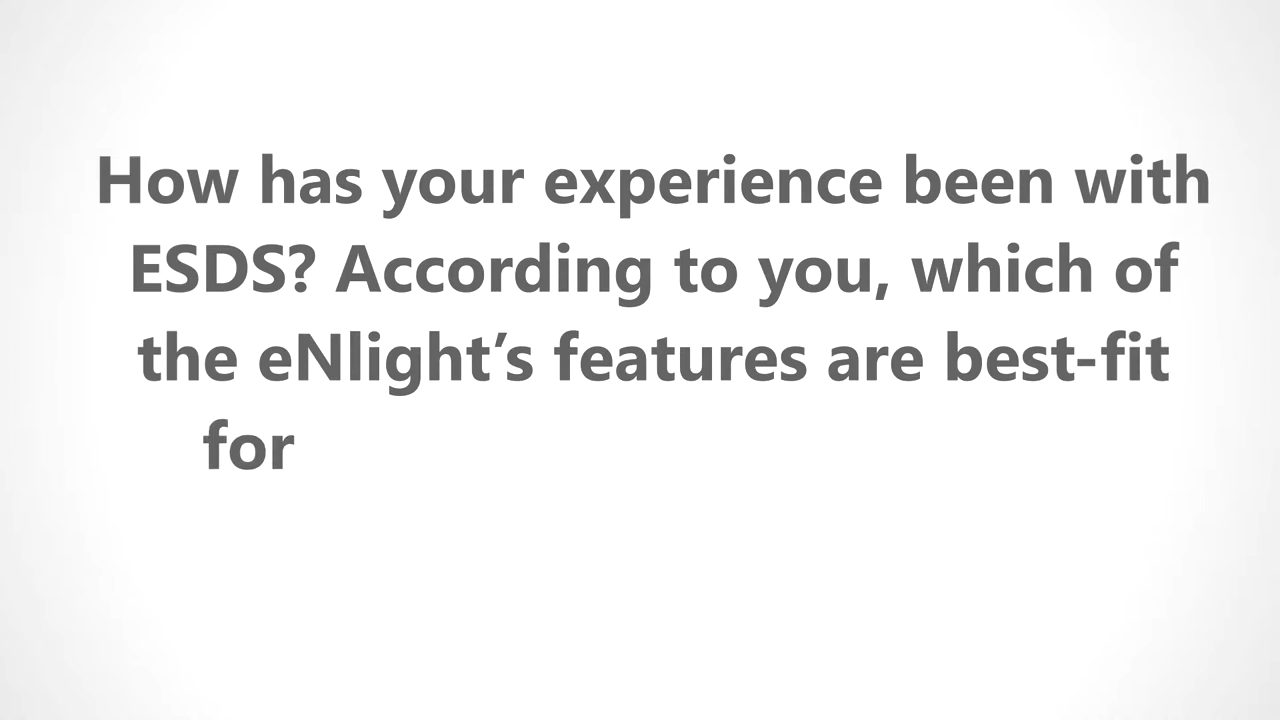 How has your experience been with
ESDS? According to you, which of
the eNlight’s features are best-fit
for